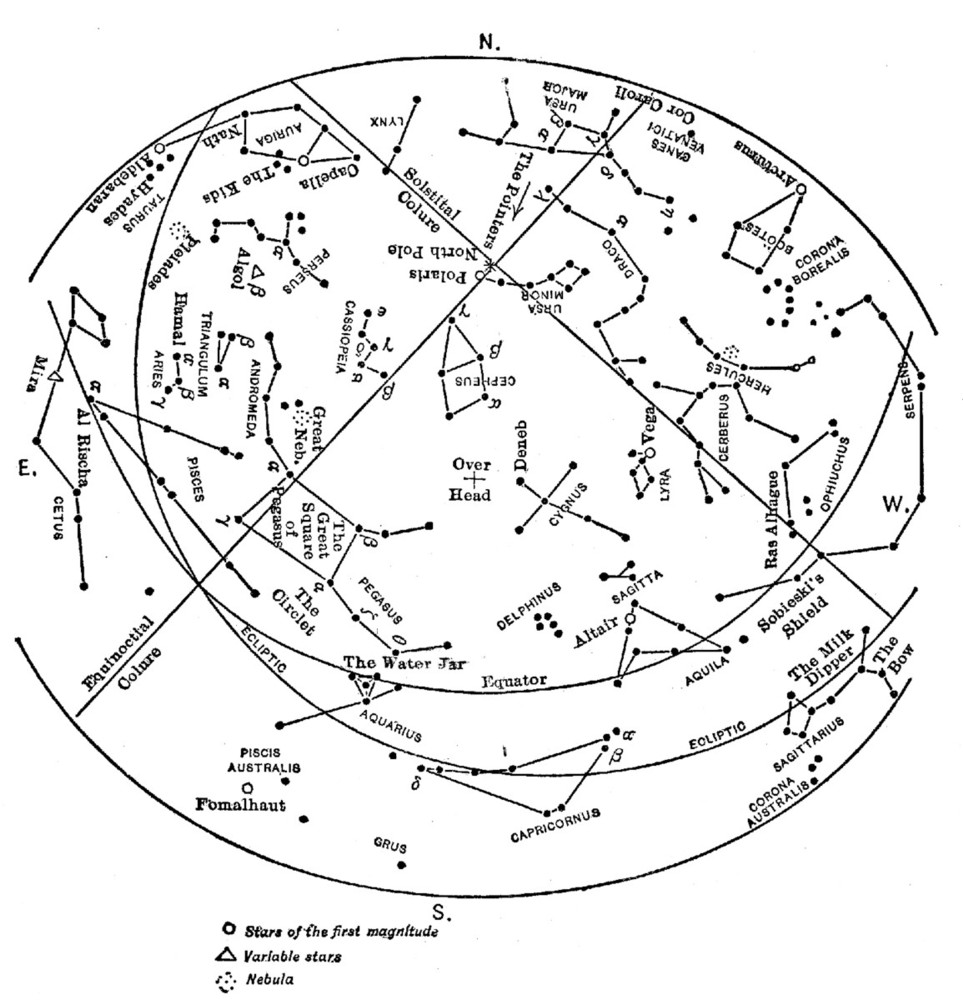 N.
LYNX
URSA
MAJOR
β
α
γ
δ
η
Cor Caroli
CANES
VENATICI
Arcturus
BOOTES
CORONA
BOREALIS
Nath
AURIGA
The Kids
Capella
Aldebaran
Hyades
TAURUS
Pleiades
Solstitial
Colure
The Pointers
North Pole
Polaris
URSA
MINOR
λ
α
DRACO
α
PERSEUS
Algol
β
CASSIOPEIA
ε
δ
γ
α
β
γ
β
α
CEPHEUS
Hamal
α
β
γ
ARIES
TRIANGULUM
β
α
ANDROMEDA
Great
Neb.
α
HERCULES
α
CERBERUS
SERPENS
Mira
α
Al Rischa
E.
CETUS
PISCES
γ
Pegasus
of
Great
Square
The
β
α
PEGASUS
ζ
θ
The
Circlet
Over
Head
Deneb
CYGNUS
Vega
LYRA
OPHIUCHUS
Ras Alhague
W.
SAGITTA
DELPHINUS
Altair
AQUILA
Sobieski's
Shield
Equinoctial
Colure
ECLIPTIC
The Water Jar
Equator
AQUARIUS
The Milk
Dipper
The
Bow
ECLIPTIC
SAGITTARIUS
CORONA
AUSTRALIS
PISCIS
AUSTRALIS
Fomalhaut
δ
α
β
CAPRICORNUS
GRUS
S.
Stars of the first magnitude
Variable stars
Nebula